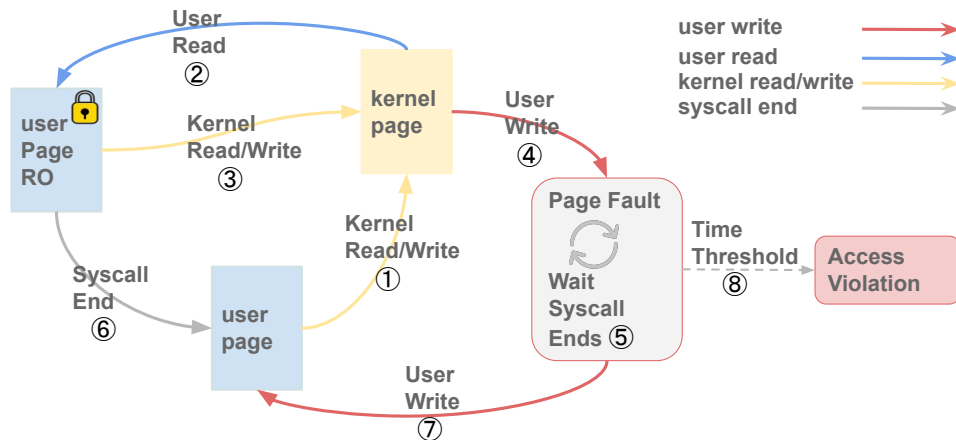 User
Read
②
user write
user read
kernel read/write
syscall end
user
Page
RO
Kernel
Read/Write
③
kernel
page
User
Write
④
Page Fault
Wait
Syscall
Ends ⑤
Time
Threshold
⑧
Access
Violation
Kernel
Read/Write
①
Syscall
End
⑥
user
page
User
Write
⑦